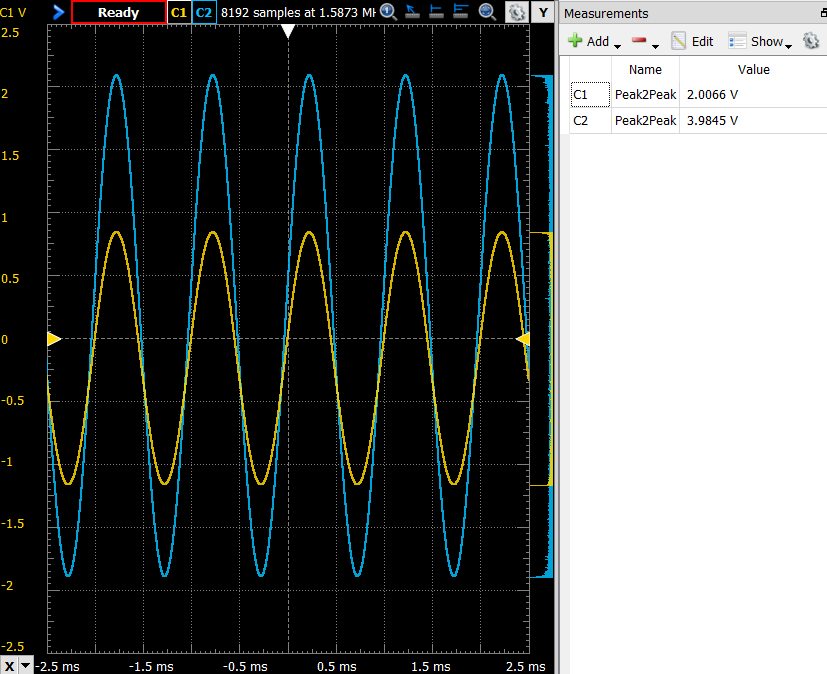 C1 V Ready C1 C2 8192 samples at 1.5873 MH Y
2.5
2
1.5
1
0.5
0
-0.5
-1
-1.5
-2
-2.5
X -2.5 ms -1.5 ms -0.5 ms 0.5 ms 1.5 ms 2.5 ms
Measurements
Add Edit Show
Name Value
C1 Peak2Peak 2.0066 V
C2 Peak2Peak 3.9845 V